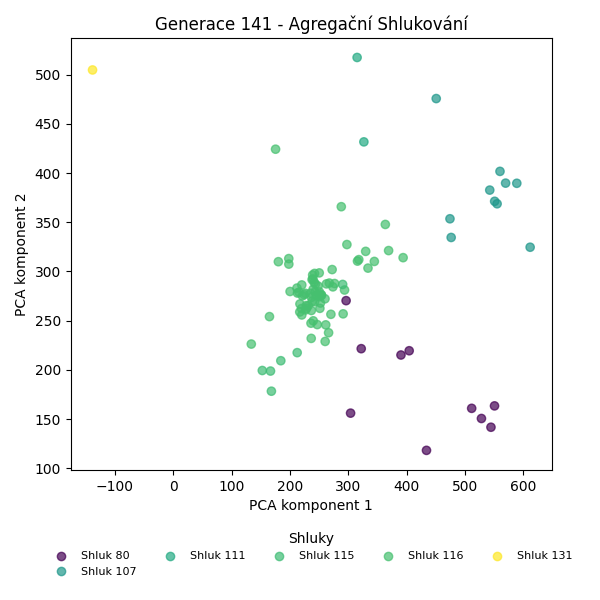 Generace 141 - Agregační Shlukování
PCA komponent 2
500
450
400
350
300
250
200
150
100
−100 0 100 200 300 400 500 600
PCA komponent 1
Shluky
Shluk 80 Shluk 111 Shluk 115 Shluk 116 Shluk 131
Shluk 107